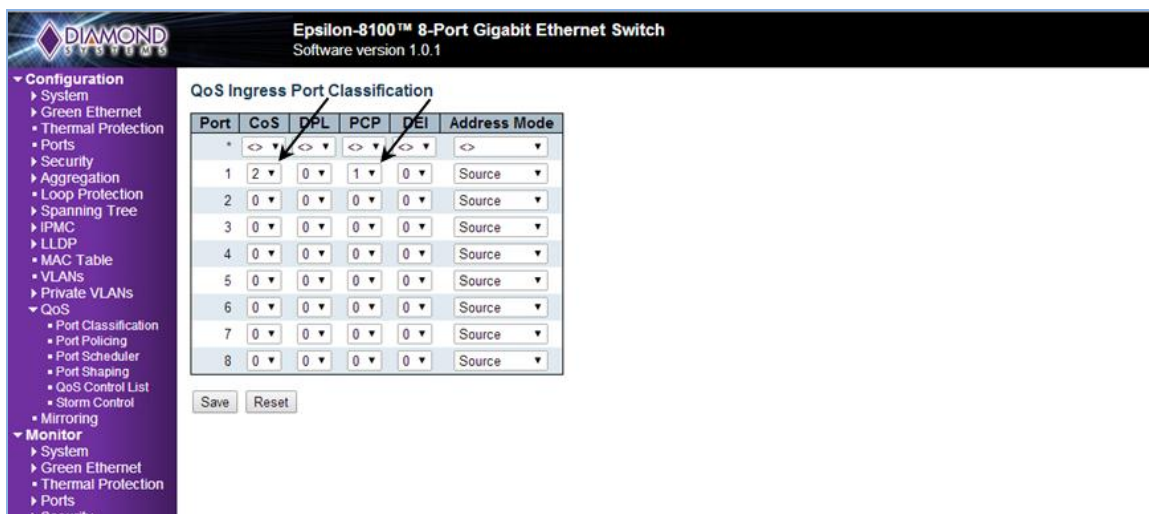 DIAMOND
SYSTEMS
Epsilon-8100™ 8-Port Gigabit Ethernet Switch
Software version 1.0.1
Configuration
System
Green Ethernet
Thermal Protection
Ports
Security
Aggregation
Loop Protection
Spanning Tree
IPMC
LLDP
MAC Table
VLANs
Private VLANs
QoS
Port Classification
Port Policing
Port Scheduler
Port Shaping
QoS Control List
Storm Control
Mirroring
Monitor
System
Green Ethernet
Thermal Protection
Ports
QoS Ingress Port Classification
Port CoS DPL PCP DEI Address Mode
* <> <> <> <> <>
1 2 0 1 0 Source
2 0 0 0 0 Source
3 0 0 0 0 Source
4 0 0 0 0 Source
5 0 0 0 0 Source
6 0 0 0 0 Source
7 0 0 0 0 Source
8 0 0 0 0 Source
Save Reset